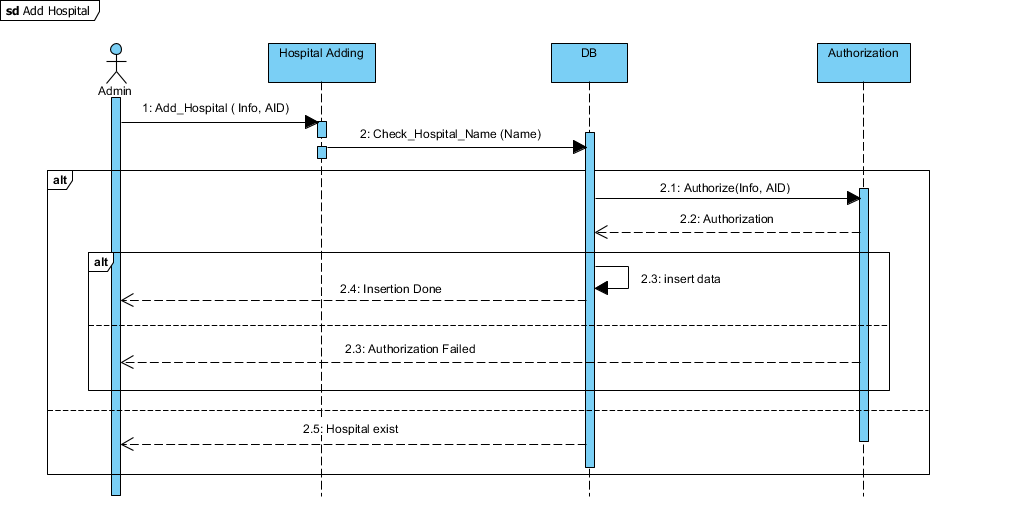 sd Add Hospital
Hospital Adding
DB
Authorization
Admin
1: Add_Hospital ( Info, AID)
2: Check_Hospital_Name (Name)
alt
2.1: Authorize(Info, AID)
2.2: Authorization
alt
2.3: insert data
2.4: Insertion Done
2.3: Authorization Failed
2.5: Hospital exist